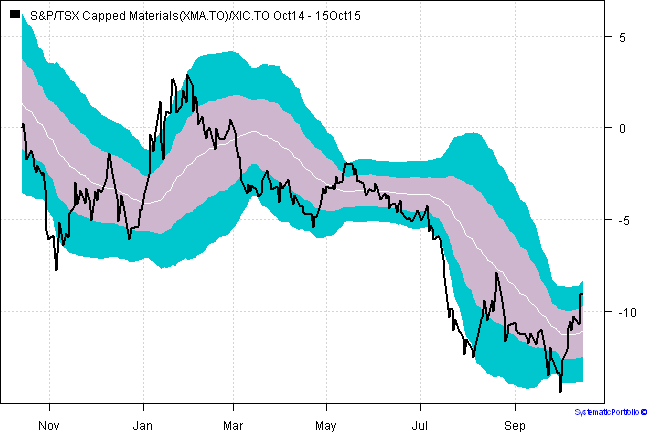 S&P/TSX Capped Materials(XMA.TO)/XIC.TO Oct14 - 15Oct15
5
0
-5
-10
Nov Jan Mar May Jul Sep
SystematicPortfolio ©